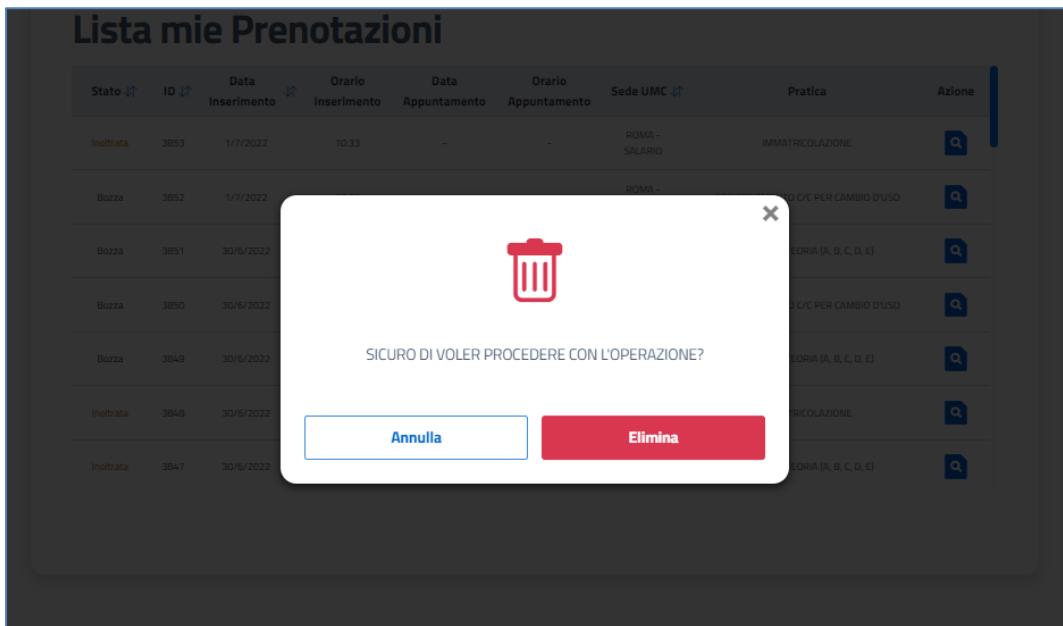 Lista mie Prenotazioni
Stato ID Data Inserimento Orario Inserimento Data Appuntamento Orario Appuntamento Sede UMC Pratica Azione
Inoltrata 3853 1/7/2022 10:33 - - ROMA - SALARIO IMMATRICOLAZIONE
Bozza 3852 1/7/2022 ROMA - C/C PER CAMBIO D'USO
Bozza 3851 30/6/2022 EORIA (A, B, C, D, E)
Bozza 3850 30/6/2022 C/C PER CAMBIO D'USO
Bozza 3849 30/6/2022 EORIA (A, B, C, D, E)
Inoltrata 3848 30/6/2022 TRICOLAZIONE
Inoltrata 3847 30/6/2022 EORIA (A, B, C, D, E)
SICURO DI VOLER PROCEDERE CON L'OPERAZIONE?
Annulla Elimina